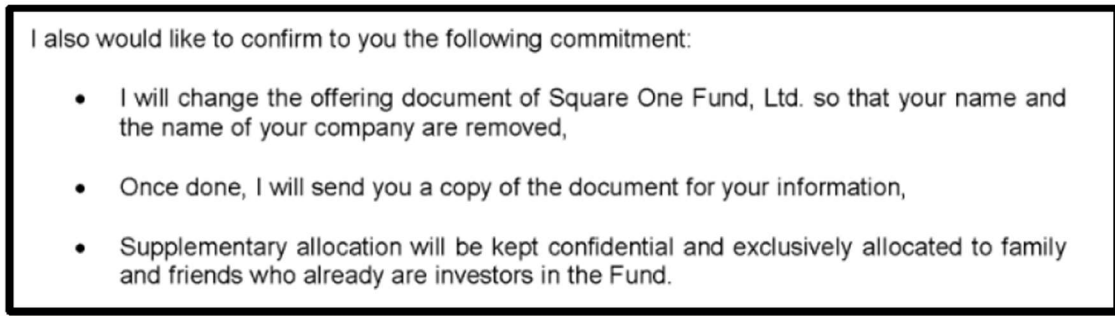 I also would like to confirm to you the following commitment:
• I will change the offering document of Square One Fund, Ltd. so that your name and
the name of your company are removed,
• Once done, I will send you a copy of the document for your information,
• Supplementary allocation will be kept confidential and exclusively allocated to family
and friends who already are investors in the Fund.